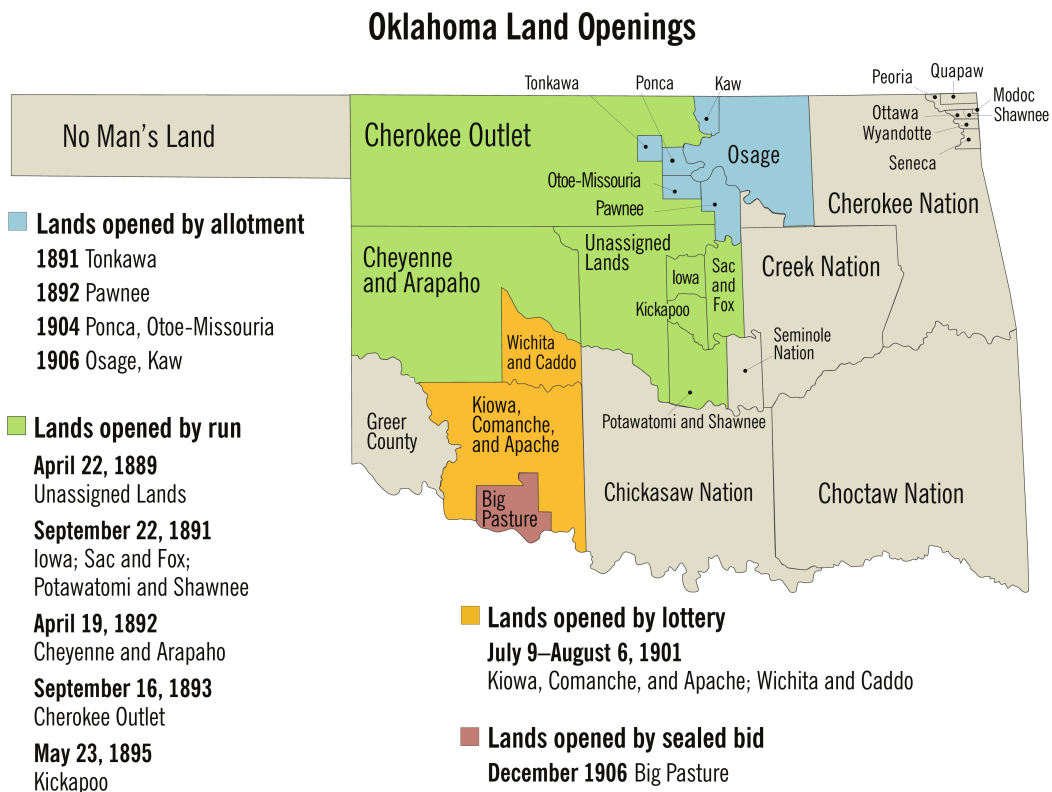 Oklahoma Land Openings
Tonkawa
Ponca
Kaw
Peoria
Quapaw
Modoc
Ottawa
Shawnee
Wyandotte
Seneca
No Man's Land
Cherokee Outlet
Osage
Otoe-Missouria
Pawnee
Cherokee Nation
Cheyenne
and Arapaho
Unassigned
Lands
Iowa
Sac
and
Fox
Kickapoo
Creek Nation
Seminole
Nation
Wichita
and Caddo
Kiowa,
Comanche,
and Apache
Greer
County
Potawatomi and Shawnee
Big
Pasture
Chickasaw Nation
Choctaw Nation
Lands opened by allotment
1891 Tonkawa
1892 Pawnee
1904 Ponca, Otoe-Missouria
1906 Osage, Kaw
Lands opened by run
April 22, 1889
Unassigned Lands
September 22, 1891
Iowa; Sac and Fox;
Potawatomi and Shawnee
April 19, 1892
Cheyenne and Arapaho
September 16, 1893
Cherokee Outlet
May 23, 1895
Kickapoo
Lands opened by lottery
July 9–August 6, 1901
Kiowa, Comanche, and Apache; Wichita and Caddo
Lands opened by sealed bid
December 1906 Big Pasture